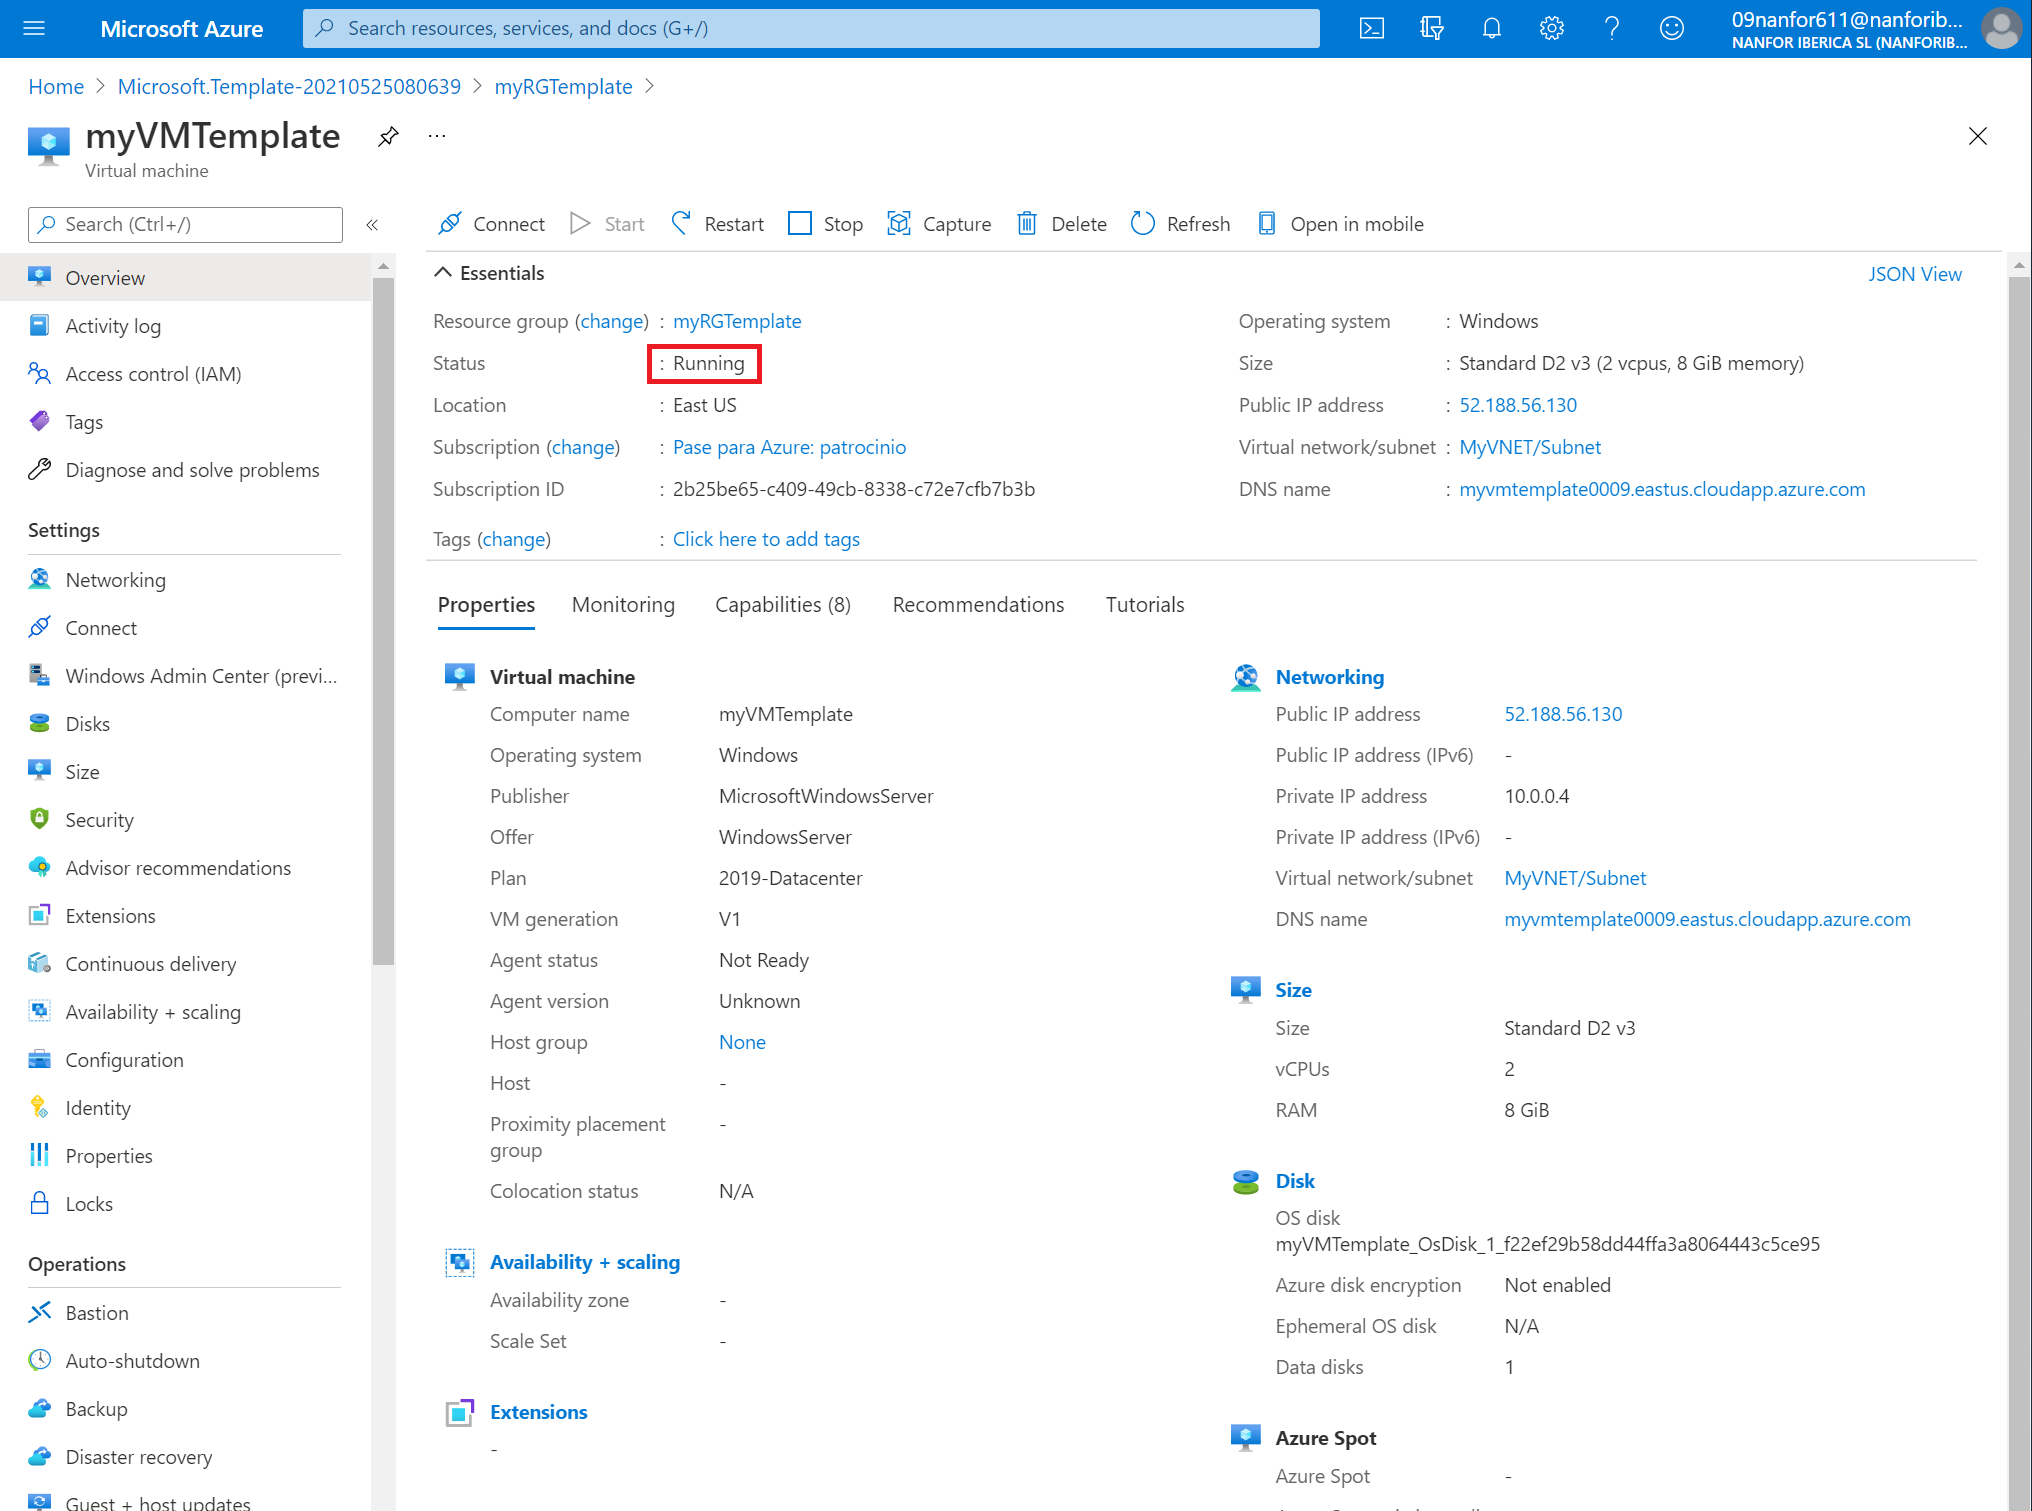 Microsoft Azure
Search resources, services, and docs (G+/)
09nanfor611@nanforib...
NANFOR IBERICA SL (NANFORIB...
Home > Microsoft.Template-20210525080639 > myRGTemplate >
myVMTemplate
...
Virtual machine
Search (Ctrl+/)
«
Connect
Start
Restart
Stop
Capture
Delete
Refresh
Open in mobile
Overview
Activity log
Access control (IAM)
Tags
Diagnose and solve problems
Settings
Networking
Connect
Windows Admin Center (previ...
Disks
Size
Security
Advisor recommendations
Extensions
Continuous delivery
Availability + scaling
Configuration
Identity
Properties
Locks
Operations
Bastion
Auto-shutdown
Backup
Disaster recovery
Guest + host updates
Essentials
JSON View
Resource group (change) : myRGTemplate
Status : Running
Location : East US
Subscription (change) : Pase para Azure: patrocinio
Subscription ID : 2b25be65-c409-49cb-8338-c72e7cfb7b3b
Tags (change) : Click here to add tags
Operating system : Windows
Size : Standard D2 v3 (2 vcpus, 8 GiB memory)
Public IP address : 52.188.56.130
Virtual network/subnet : MyVNET/Subnet
DNS name : myvmtemplate0009.eastus.cloudapp.azure.com
Properties
Monitoring
Capabilities (8)
Recommendations
Tutorials
Virtual machine
Computer name myVMTemplate
Operating system Windows
Publisher MicrosoftWindowsServer
Offer WindowsServer
Plan 2019-Datacenter
VM generation V1
Agent status Not Ready
Agent version Unknown
Host group None
Host -
Proximity placement -
group
Colocation status N/A
Availability + scaling
Availability zone -
Scale Set -
Extensions
-
Networking
Public IP address 52.188.56.130
Public IP address (IPv6) -
Private IP address 10.0.0.4
Private IP address (IPv6) -
Virtual network/subnet MyVNET/Subnet
DNS name myvmtemplate0009.eastus.cloudapp.azure.com
Size
Size Standard D2 v3
vCPUs 2
RAM 8 GiB
Disk
OS disk
myVMTemplate_OsDisk_1_f22ef29b58dd44ffa3a8064443c5ce95
Azure disk encryption Not enabled
Ephemeral OS disk N/A
Data disks 1
Azure Spot
Azure Spot -